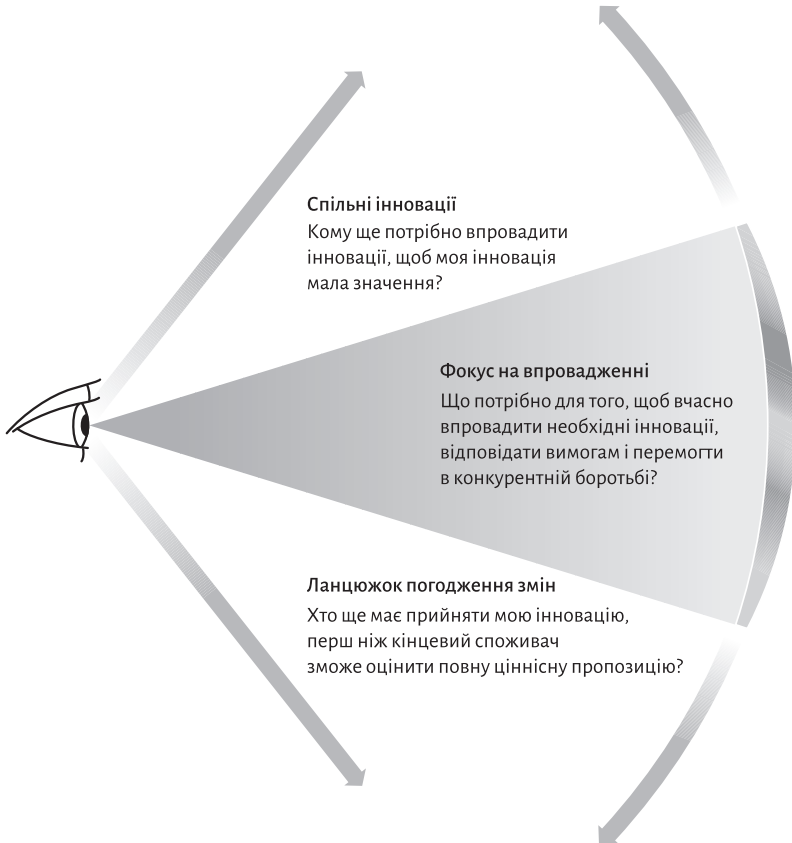 Спільні інновації
Кому ще потрібно впровадити
інновації, щоб моя інновація
мала значення?
Фокус на впровадженні
Що потрібно для того, щоб вчасно
впровадити необхідні інновації,
відповідати вимогам і перемогти
в конкурентній боротьбі?
Ланцюжок погодження змін
Хто ще має прийняти мою інновацію,
перш ніж кінцевий споживач
зможе оцінити повну ціннісну пропозицію?